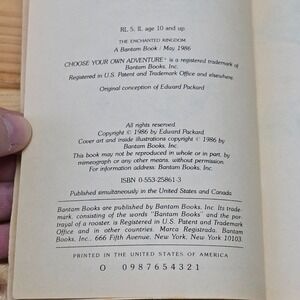 RL 5, IL age 10 and up
THE ENCHANTED KINGDOM
A Bantam Book / May 1986
CHOOSE YOUR OWN ADVENTURE® is a registered trademark of
Bantam Books, Inc.
Registered in U.S. Patent and Trademark Office and elsewhere.
Original conception of Edward Packard
All rights reserved.
Copyright © 1986 by Edward Packard.
Cover art and inside illustrations copyright © 1986 by
Bantam Books, Inc.
This book may not be reproduced in whole or in part, by
mimeograph or any other means, without permission.
For information address: Bantam Books, Inc.
ISBN 0-553-25861-3
Published simultaneously in the United States and Canada
Bantam Books are published by Bantam Books, Inc. Its trade-
mark, consisting of the words "Bantam Books" and the por-
trayal of a rooster, is Registered in U.S. Patent and Trademark
Office and in other countries. Marca Registrada. Bantam
Books, Inc., 666 Fifth Avenue, New York, New York 10103.
PRINTED IN THE UNITED STATES OF AMERICA
O 0 9 8 7 6 5 4 3 2 1